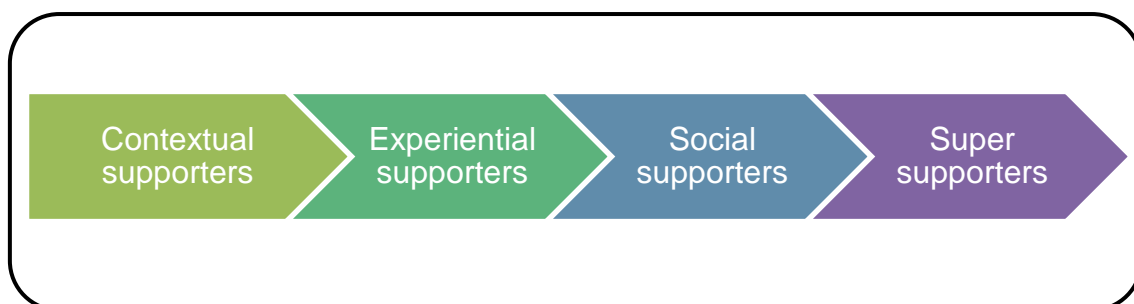 Contextual
supporters
Experiential
supporters
Social
supporters
Super
supporters